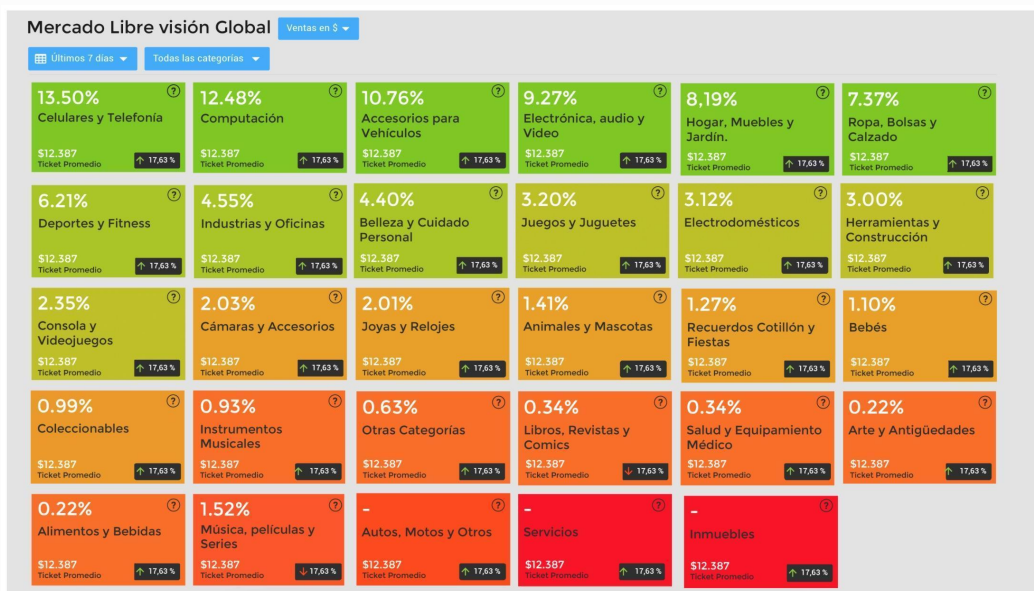 Mercado Libre visión Global
Ventas en $
Últimos 7 días
Todas las categorías
13.50%
Celulares y Telefonía
$12.387
Ticket Promedio
17,63 %
12.48%
Computación
$12.387
Ticket Promedio
17,63 %
10.76%
Accesorios para
Vehículos
$12.387
Ticket Promedio
17,63 %
9.27%
Electrónica, audio y
Video
$12.387
Ticket Promedio
17,63 %
8,19%
Hogar, Muebles y
Jardín.
$12.387
Ticket Promedio
17,63 %
7.37%
Ropa, Bolsas y
Calzado
$12.387
Ticket Promedio
17,63 %
6.21%
Deportes y Fitness
$12.387
Ticket Promedio
17,63 %
4.55%
Industrias y Oficinas
$12.387
Ticket Promedio
17,63 %
4.40%
Belleza y Cuidado
Personal
$12.387
Ticket Promedio
17,63 %
3.20%
Juegos y Juguetes
$12.387
Ticket Promedio
17,63 %
3.12%
Electrodomésticos
$12.387
Ticket Promedio
17,63 %
3.00%
Herramientas y
Construcción
$12.387
Ticket Promedio
17,63 %
2.35%
Consola y
Videojuegos
$12.387
Ticket Promedio
17,63 %
2.03%
Cámaras y Accesorios
$12.387
Ticket Promedio
17,63 %
2.01%
Joyas y Relojes
$12.387
Ticket Promedio
17,63 %
1.41%
Animales y Mascotas
$12.387
Ticket Promedio
17,63 %
1.27%
Recuerdos Cotillón y
Fiestas
$12.387
Ticket Promedio
17,63 %
1.10%
Bebés
$12.387
Ticket Promedio
17,63 %
0.99%
Coleccionables
$12.387
Ticket Promedio
17,63 %
0.93%
Instrumentos
Musicales
$12.387
Ticket Promedio
17,63 %
0.63%
Otras Categorías
$12.387
Ticket Promedio
17,63 %
0.34%
Libros, Revistas y
Comics
$12.387
Ticket Promedio
17,63 %
0.34%
Salud y Equipamiento
Médico
$12.387
Ticket Promedio
17,63 %
0.22%
Arte y Antigüedades
$12.387
Ticket Promedio
17,63 %
0.22%
Alimentos y Bebidas
$12.387
Ticket Promedio
17,63 %
1.52%
Música, películas y
Series
$12.387
Ticket Promedio
17,63 %
-
Autos, Motos y Otros
$12.387
Ticket Promedio
17,63 %
-
Servicios
$12.387
Ticket Promedio
17,63 %
-
Inmuebles
$12.387
Ticket Promedio
17,63 %